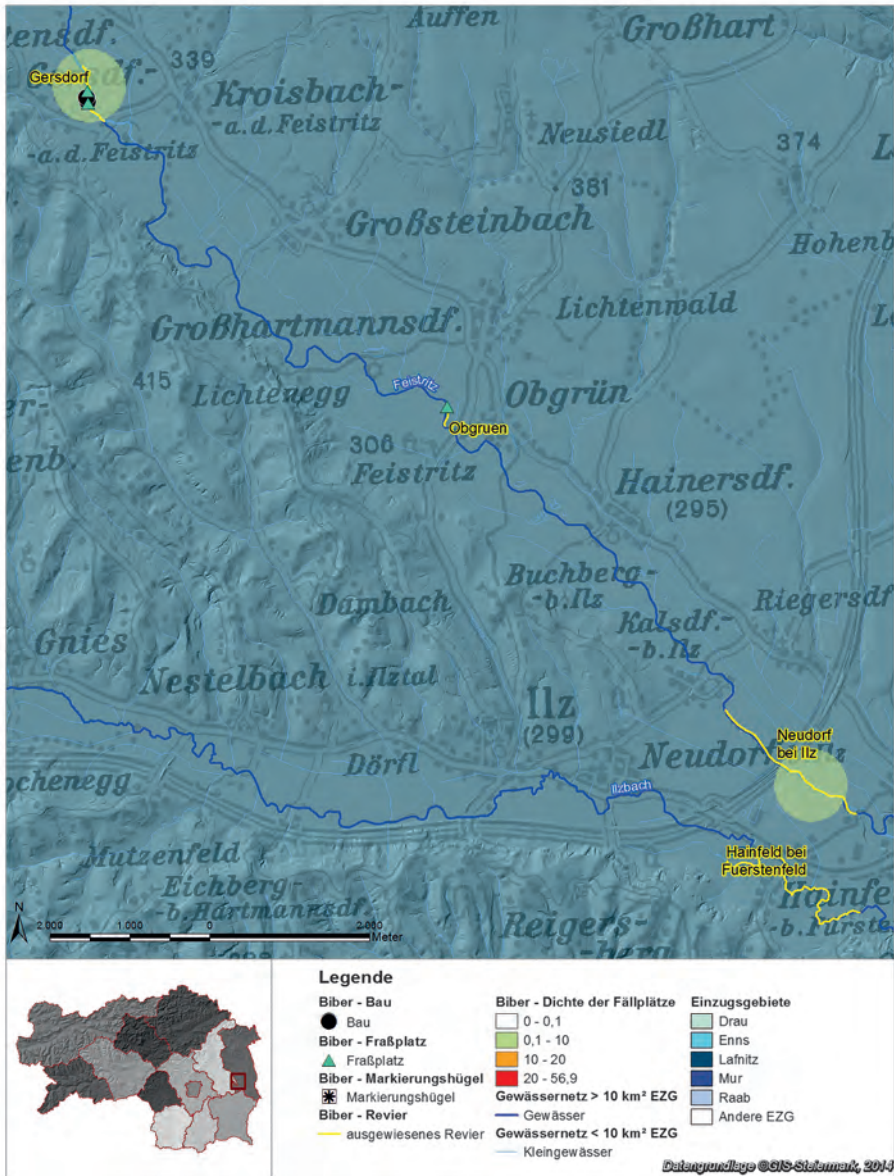 Auffen
Großhart
339
Gersdorf
Kroisbach-
-a.d.Feistritz
-a.d.Feistritz
Neusiedl
374
381
Großsteinbach
Hohenb
Lichtenwald
Großhartmannsdf.
415
Lichtenegg
Feistritz
Obgrün
Obgruen
306
Feistritz
Hainersdf.
(295)
Buchberg-
-b.Ilz
Riegersdf
Dambach
Kalsdf.-
-b.Ilz
Gnies
Nestelbach i.Ilztal
Ilz
(299)
Neudorf
bei Ilz
Neudorf
Dörfl
Ilzbach
Mutzenfeld
Hainfeld bei
Fuerstenfeld
Eichberg-
-b.Hartmannsdf.
Reigers-
-berg
N
2.000 1.000 0 2.000
Meter
Legende
Biber - Bau
Bau
Biber - Fraßplatz
Fraßplatz
Biber - Markierungshügel
Markierungshügel
Biber - Revier
ausgewiesenes Revier
Biber - Dichte der Fällplätze
0 - 0,1
0,1 - 10
10 - 20
20 - 56,9
Gewässernetz > 10 km² EZG
Gewässer
Gewässernetz < 10 km² EZG
Kleingewässer
Einzugsgebiete
Drau
Enns
Lafnitz
Mur
Raab
Andere EZG
Datengrundlage ©GIS-Steiermark,